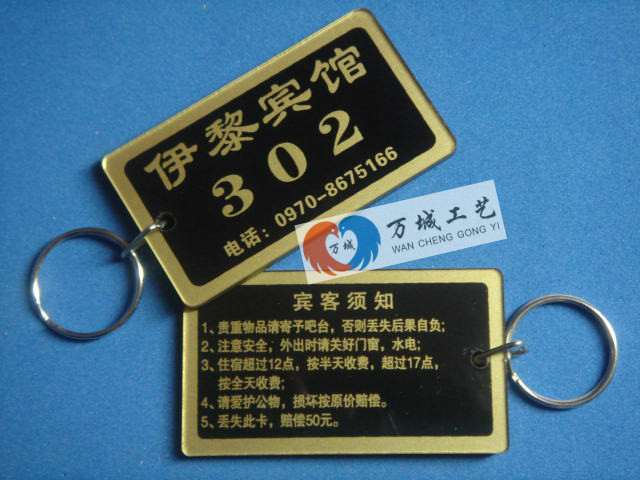 伊黎宾馆
302
电话：0970-8675166
万城
万城工艺
WAN CHENG GONG YI
宾客须知
1、贵重物品请寄予吧台，否则丢失后果自负;
2、注意安全，外出时请关好门窗，水电;
3、住宿超过12点，按半天收费，超过17点，
按全天收费;
4、请爱护公物，损坏按原价赔偿。
5、丢失此卡，赔偿50元。